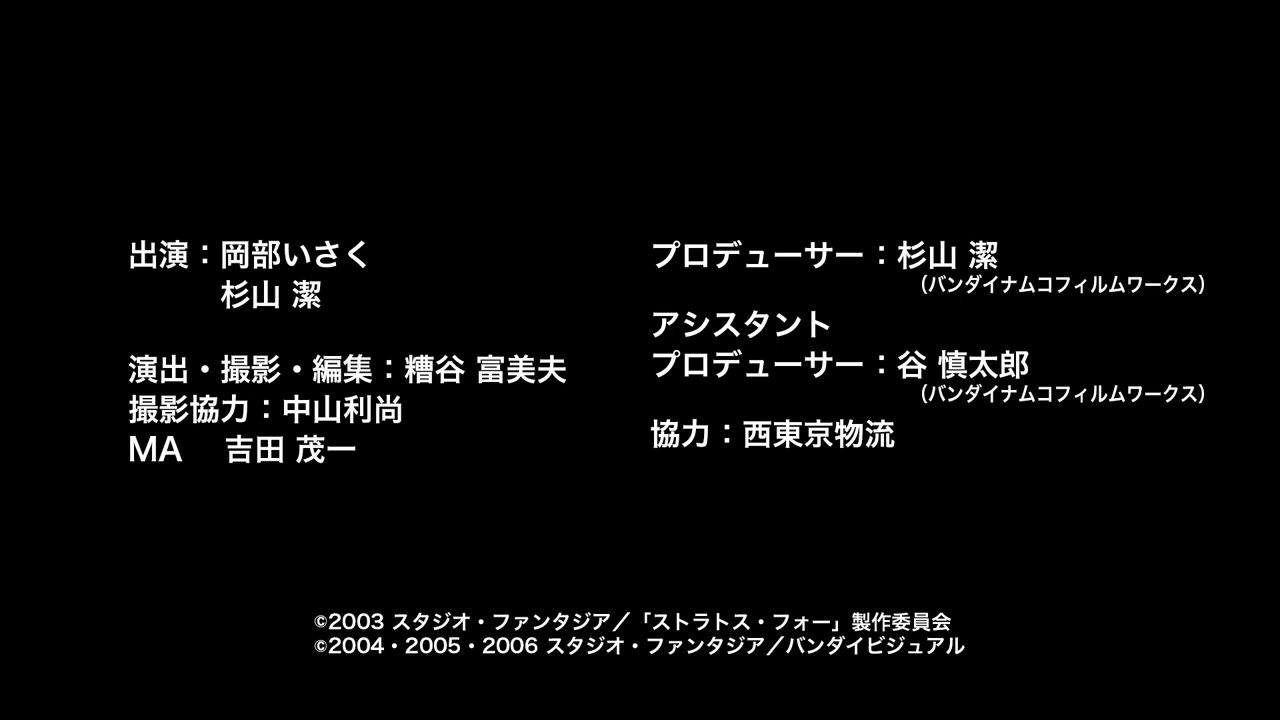 出演：岡部いさく
杉山 潔
演出・撮影・編集：糟谷 富美夫
撮影協力：中山利尚
MA 吉田 茂一
プロデューサー：杉山 潔
（バンダイナムコフィルムワークス）
アシスタント
プロデューサー：谷 慎太郎
（バンダイナムコフィルムワークス）
協力：西東京物流
©2003 スタジオ・ファンタジア／「ストラトス・フォー」製作委員会
©2004・2005・2006 スタジオ・ファンタジア／バンダイビジュアル